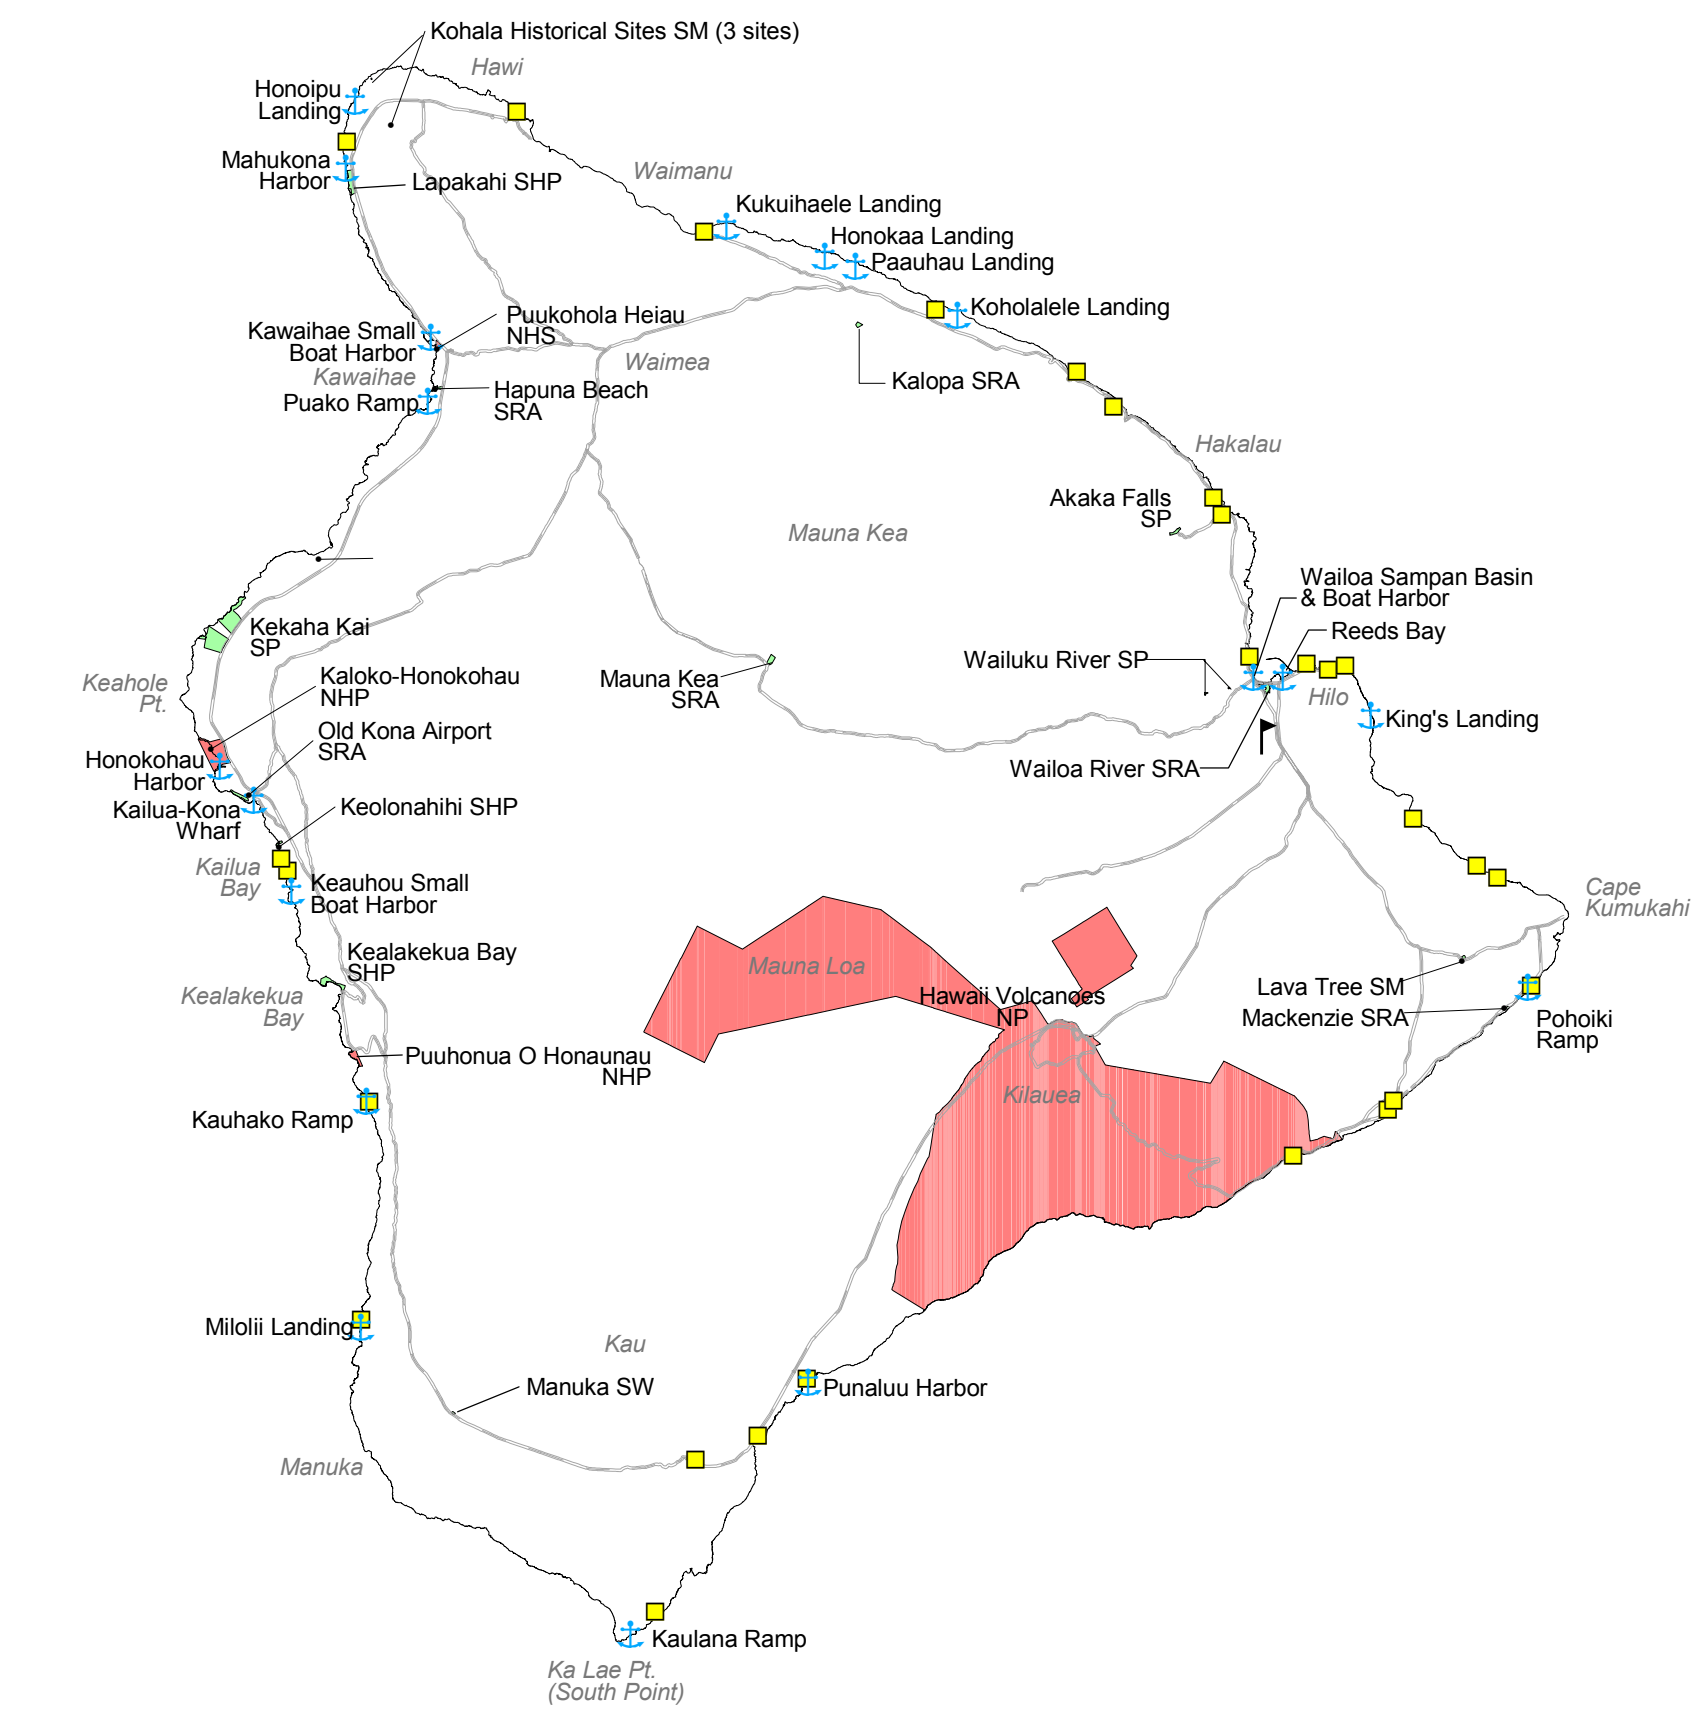 Kohala Historical Sites SM (3 sites)
Hawi
Honoipu
Landing
Mahukona
Harbor
Lapakahi SHP
Waimanu
Kukuihaele Landing
Honokaa Landing
Paauhau Landing
Koholalele Landing
Puukohola Heiau
NHS
Kawaihae Small
Boat Harbor
Kawaihae
Waimea
Puako Ramp
Hapuna Beach
SRA
Kalopa SRA
Hakalau
Akaka Falls
SP
Mauna Kea
Wailoa Sampan Basin
& Boat Harbor
Reeds Bay
Kekaha Kai
SP
Wailuku River SP
Keahole
Pt.
Kaloko-Honokohau
NHP
Mauna Kea
SRA
Hilo
King's Landing
Old Kona Airport
SRA
Honokohau
Harbor
Wailoa River SRA
Kailua-Kona
Wharf
Keolonahihi SHP
Kailua
Bay
Keauhou Small
Boat Harbor
Cape
Kumukahi
Kealakekua Bay
SHP
Mauna Loa
Kealakekua
Bay
Hawaii Volcanoes
NP
Lava Tree SM
Mackenzie SRA
Pohoiki
Ramp
Puuhonua O Honaunau
NHP
Kilauea
Kauhako Ramp
Milolii Landing
Kau
Manuka SW
Punaluu Harbor
Manuka
Kaulana Ramp
Ka Lae Pt.
(South Point)